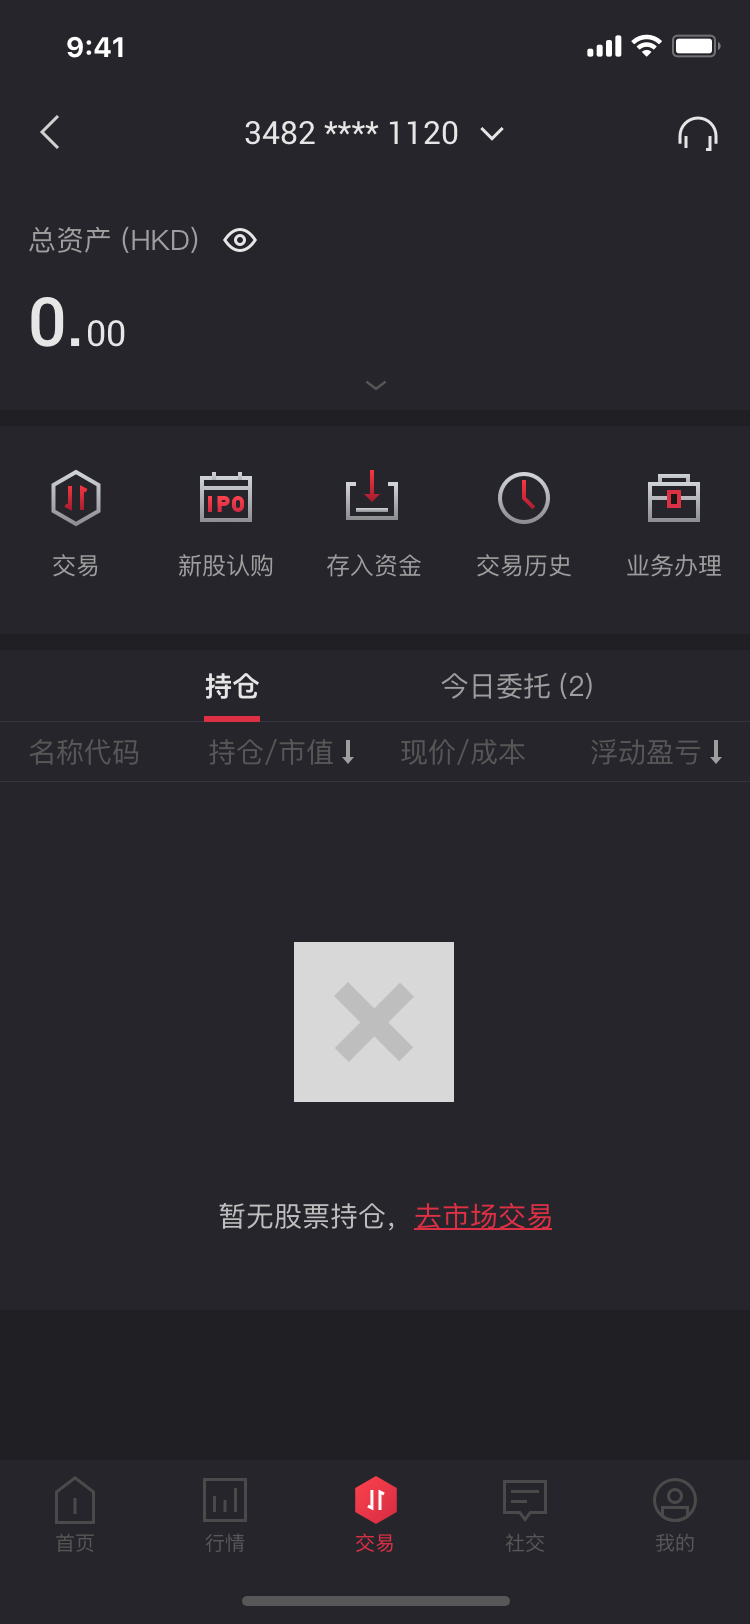 9:41
3482 **** 1120
总资产 (HKD)
0.00
IPO
交易 新股认购 存入资金 交易历史 业务办理
持仓 今日委托 (2)
名称代码 持仓/市值 现价/成本 浮动盈亏
暂无股票持仓，去市场交易
首页 行情 交易 社交 我的